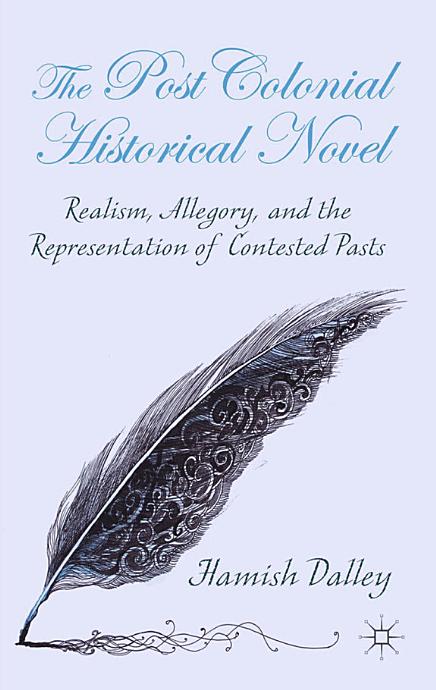 The Post Colonial
Historical Novel
Realism, Allegory, and the
Representation of Contested Pasts
Hamish Dalley